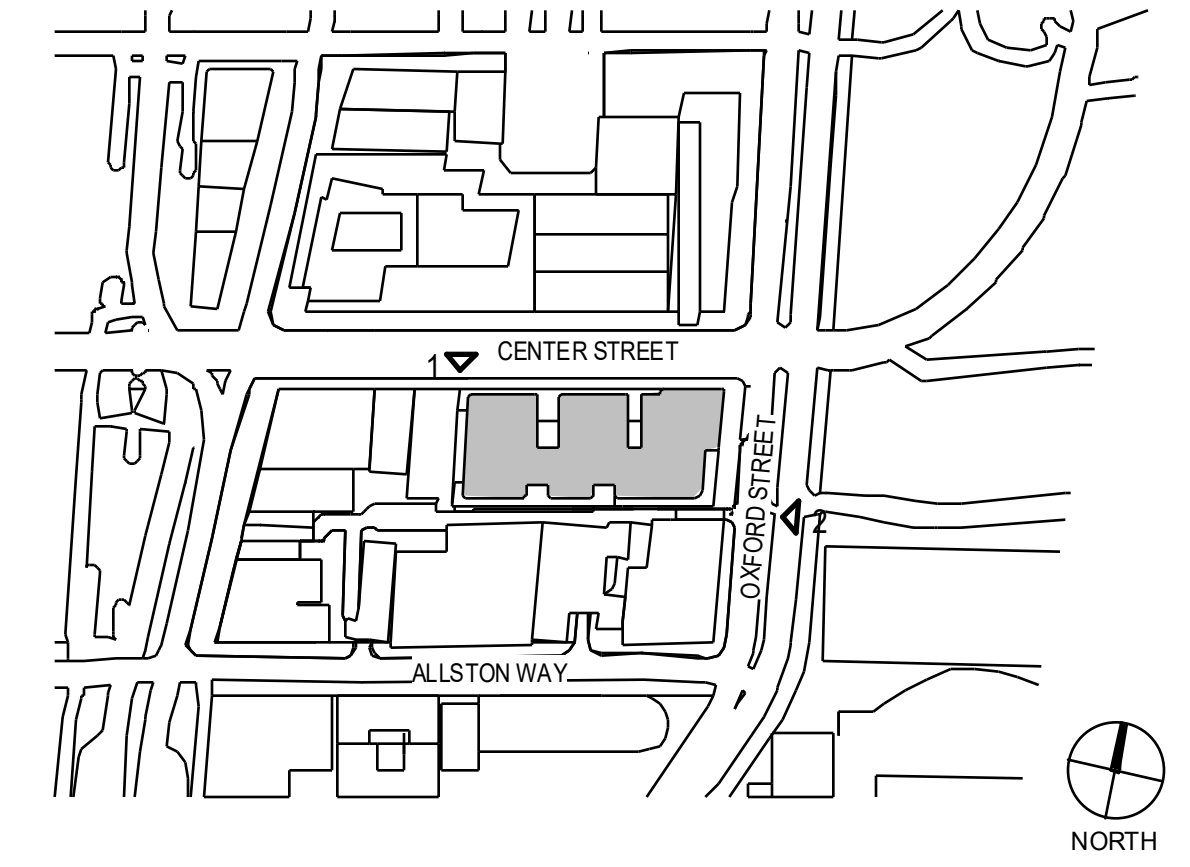 1
CENTER STREET
OXFORD STREET
2
ALLSTON WAY
NORTH